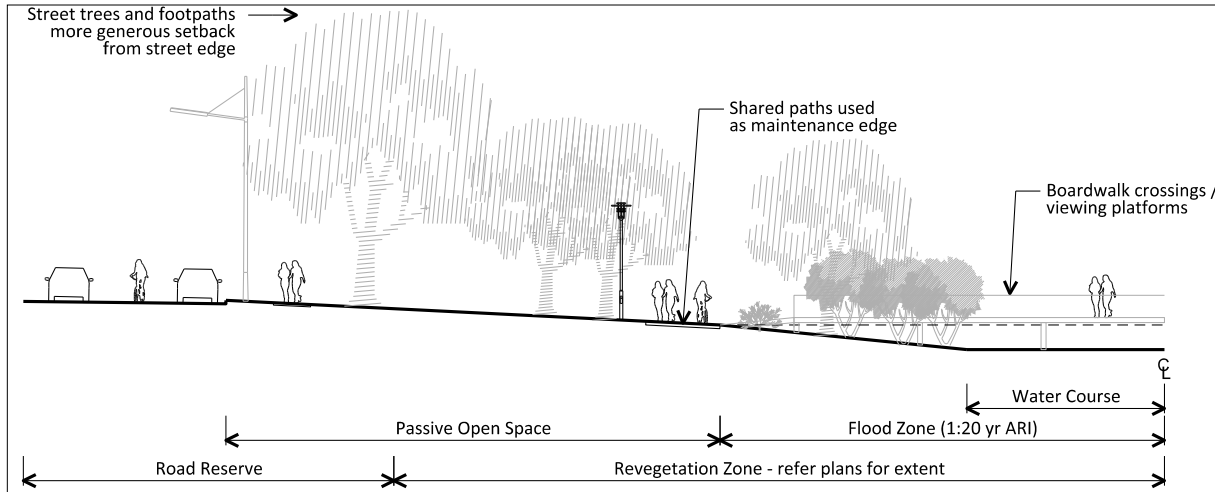 Street trees and footpaths
more generous setback
from street edge
Shared paths used
as maintenance edge
Boardwalk crossings /
viewing platforms
CL
Water Course
Passive Open Space
Flood Zone (1:20 yr ARI)
Road Reserve
Revegetation Zone - refer plans for extent